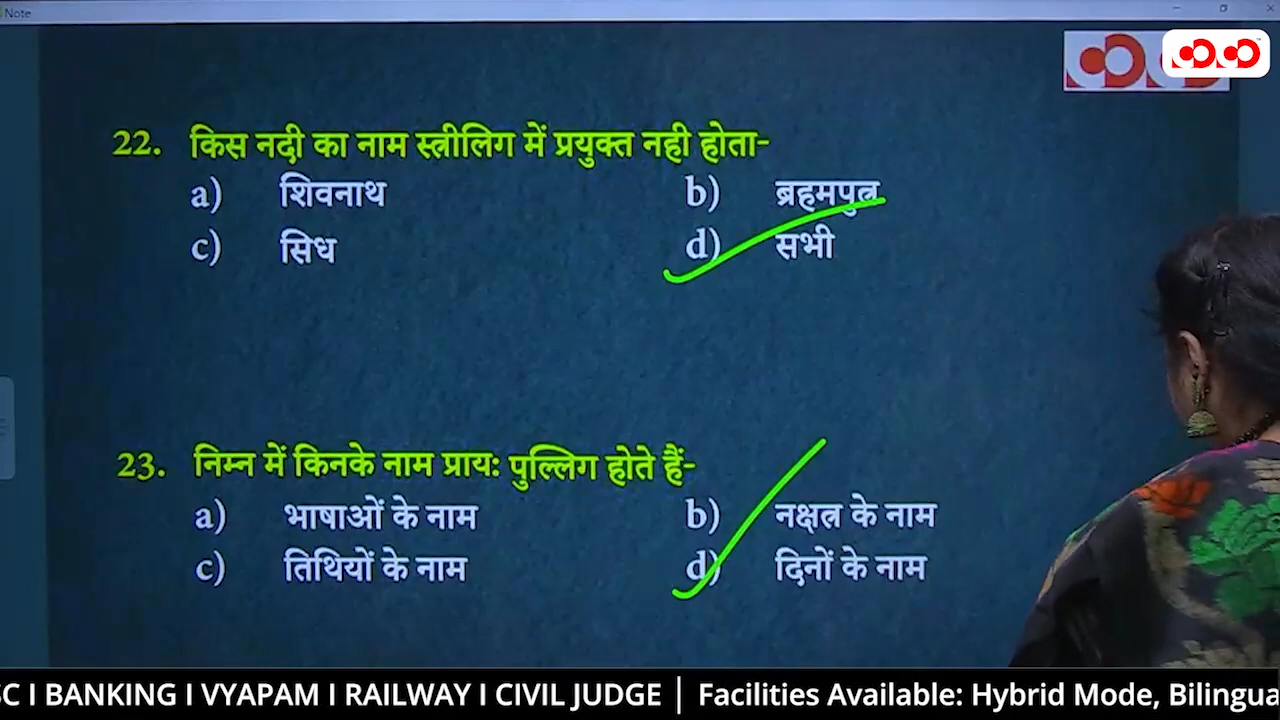 Note
22. किस नदी का नाम स्त्रीलिग में प्रयुक्त नही होता-
a) शिवनाथ b) ब्रहमपुत्र
c) सिध d) सभी
23. निम्न में किनके नाम प्राय: पुल्लिग होते हैं-
a) भाषाओं के नाम b) नक्षत्र के नाम
c) तिथियों के नाम d) दिनों के नाम
SC I BANKING I VYAPAM I RAILWAY I CIVIL JUDGE | Facilities Available: Hybrid Mode, Bilingua